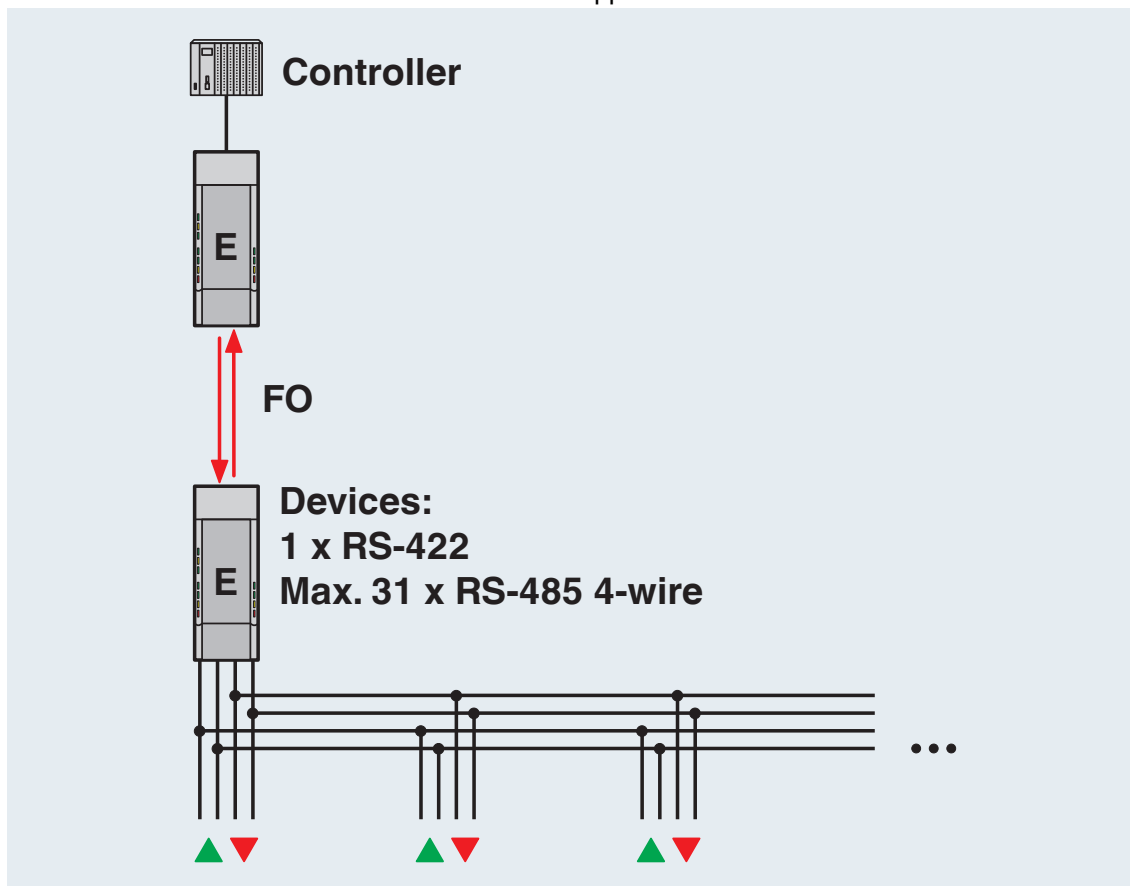 Controller
E
FO
Devices:
1 x RS-422
Max. 31 x RS-485 4-wire
E